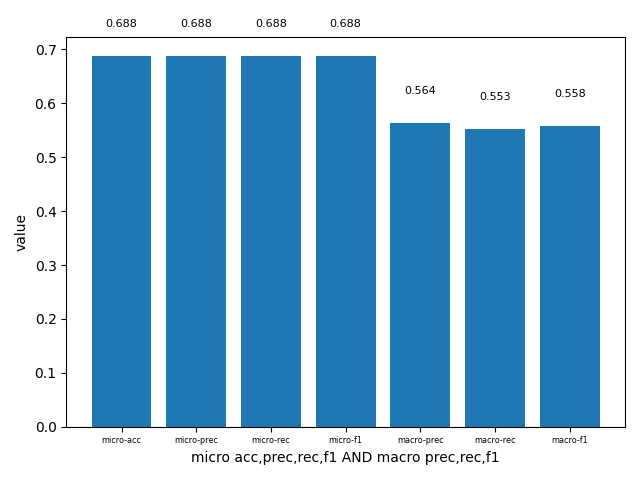 0.688 0.688 0.688 0.688
0.564 0.553 0.558
0.7
0.6
0.5
0.4
0.3
0.2
0.1
0.0
value
micro-acc micro-prec micro-rec micro-f1 macro-prec macro-rec macro-f1
micro acc,prec,rec,f1 AND macro prec,rec,f1